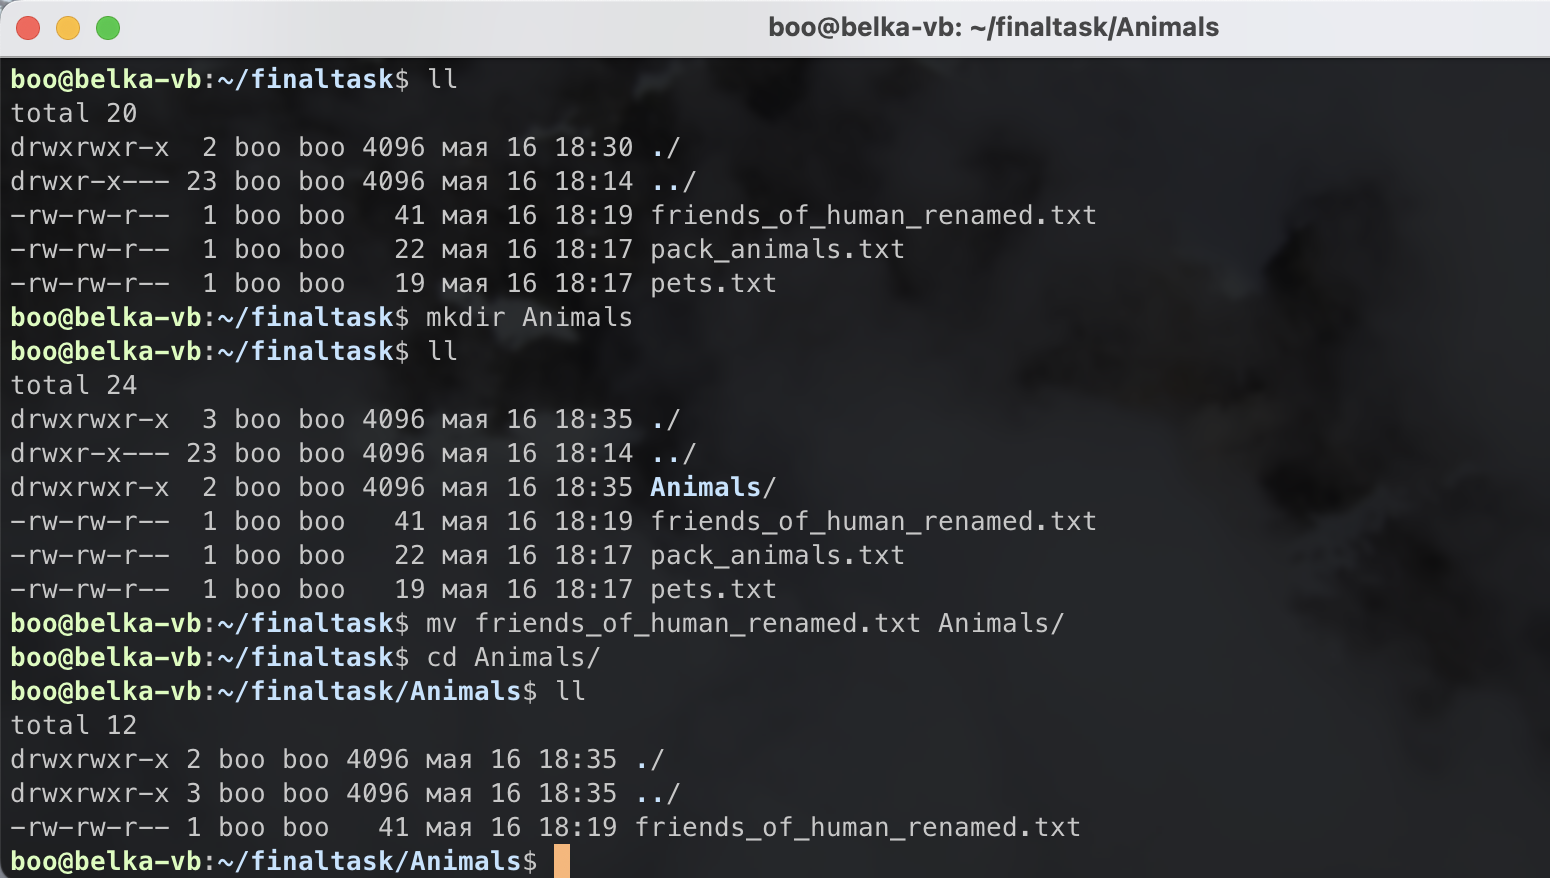 boo@belka-vb: ~/finaltask/Animals
boo@belka-vb:~/finaltask$ ll
total 20
drwxrwxr-x  2 boo boo 4096 мая 16 18:30 ./
drwxr-x--- 23 boo boo 4096 мая 16 18:14 ../
-rw-rw-r--  1 boo boo   41 мая 16 18:19 friends_of_human_renamed.txt
-rw-rw-r--  1 boo boo   22 мая 16 18:17 pack_animals.txt
-rw-rw-r--  1 boo boo   19 мая 16 18:17 pets.txt
boo@belka-vb:~/finaltask$ mkdir Animals
boo@belka-vb:~/finaltask$ ll
total 24
drwxrwxr-x  3 boo boo 4096 мая 16 18:35 ./
drwxr-x--- 23 boo boo 4096 мая 16 18:14 ../
drwxrwxr-x  2 boo boo 4096 мая 16 18:35 Animals/
-rw-rw-r--  1 boo boo   41 мая 16 18:19 friends_of_human_renamed.txt
-rw-rw-r--  1 boo boo   22 мая 16 18:17 pack_animals.txt
-rw-rw-r--  1 boo boo   19 мая 16 18:17 pets.txt
boo@belka-vb:~/finaltask$ mv friends_of_human_renamed.txt Animals/
boo@belka-vb:~/finaltask$ cd Animals/
boo@belka-vb:~/finaltask/Animals$ ll
total 12
drwxrwxr-x 2 boo boo 4096 мая 16 18:35 ./
drwxrwxr-x 3 boo boo 4096 мая 16 18:35 ../
-rw-rw-r-- 1 boo boo   41 мая 16 18:19 friends_of_human_renamed.txt
boo@belka-vb:~/finaltask/Animals$